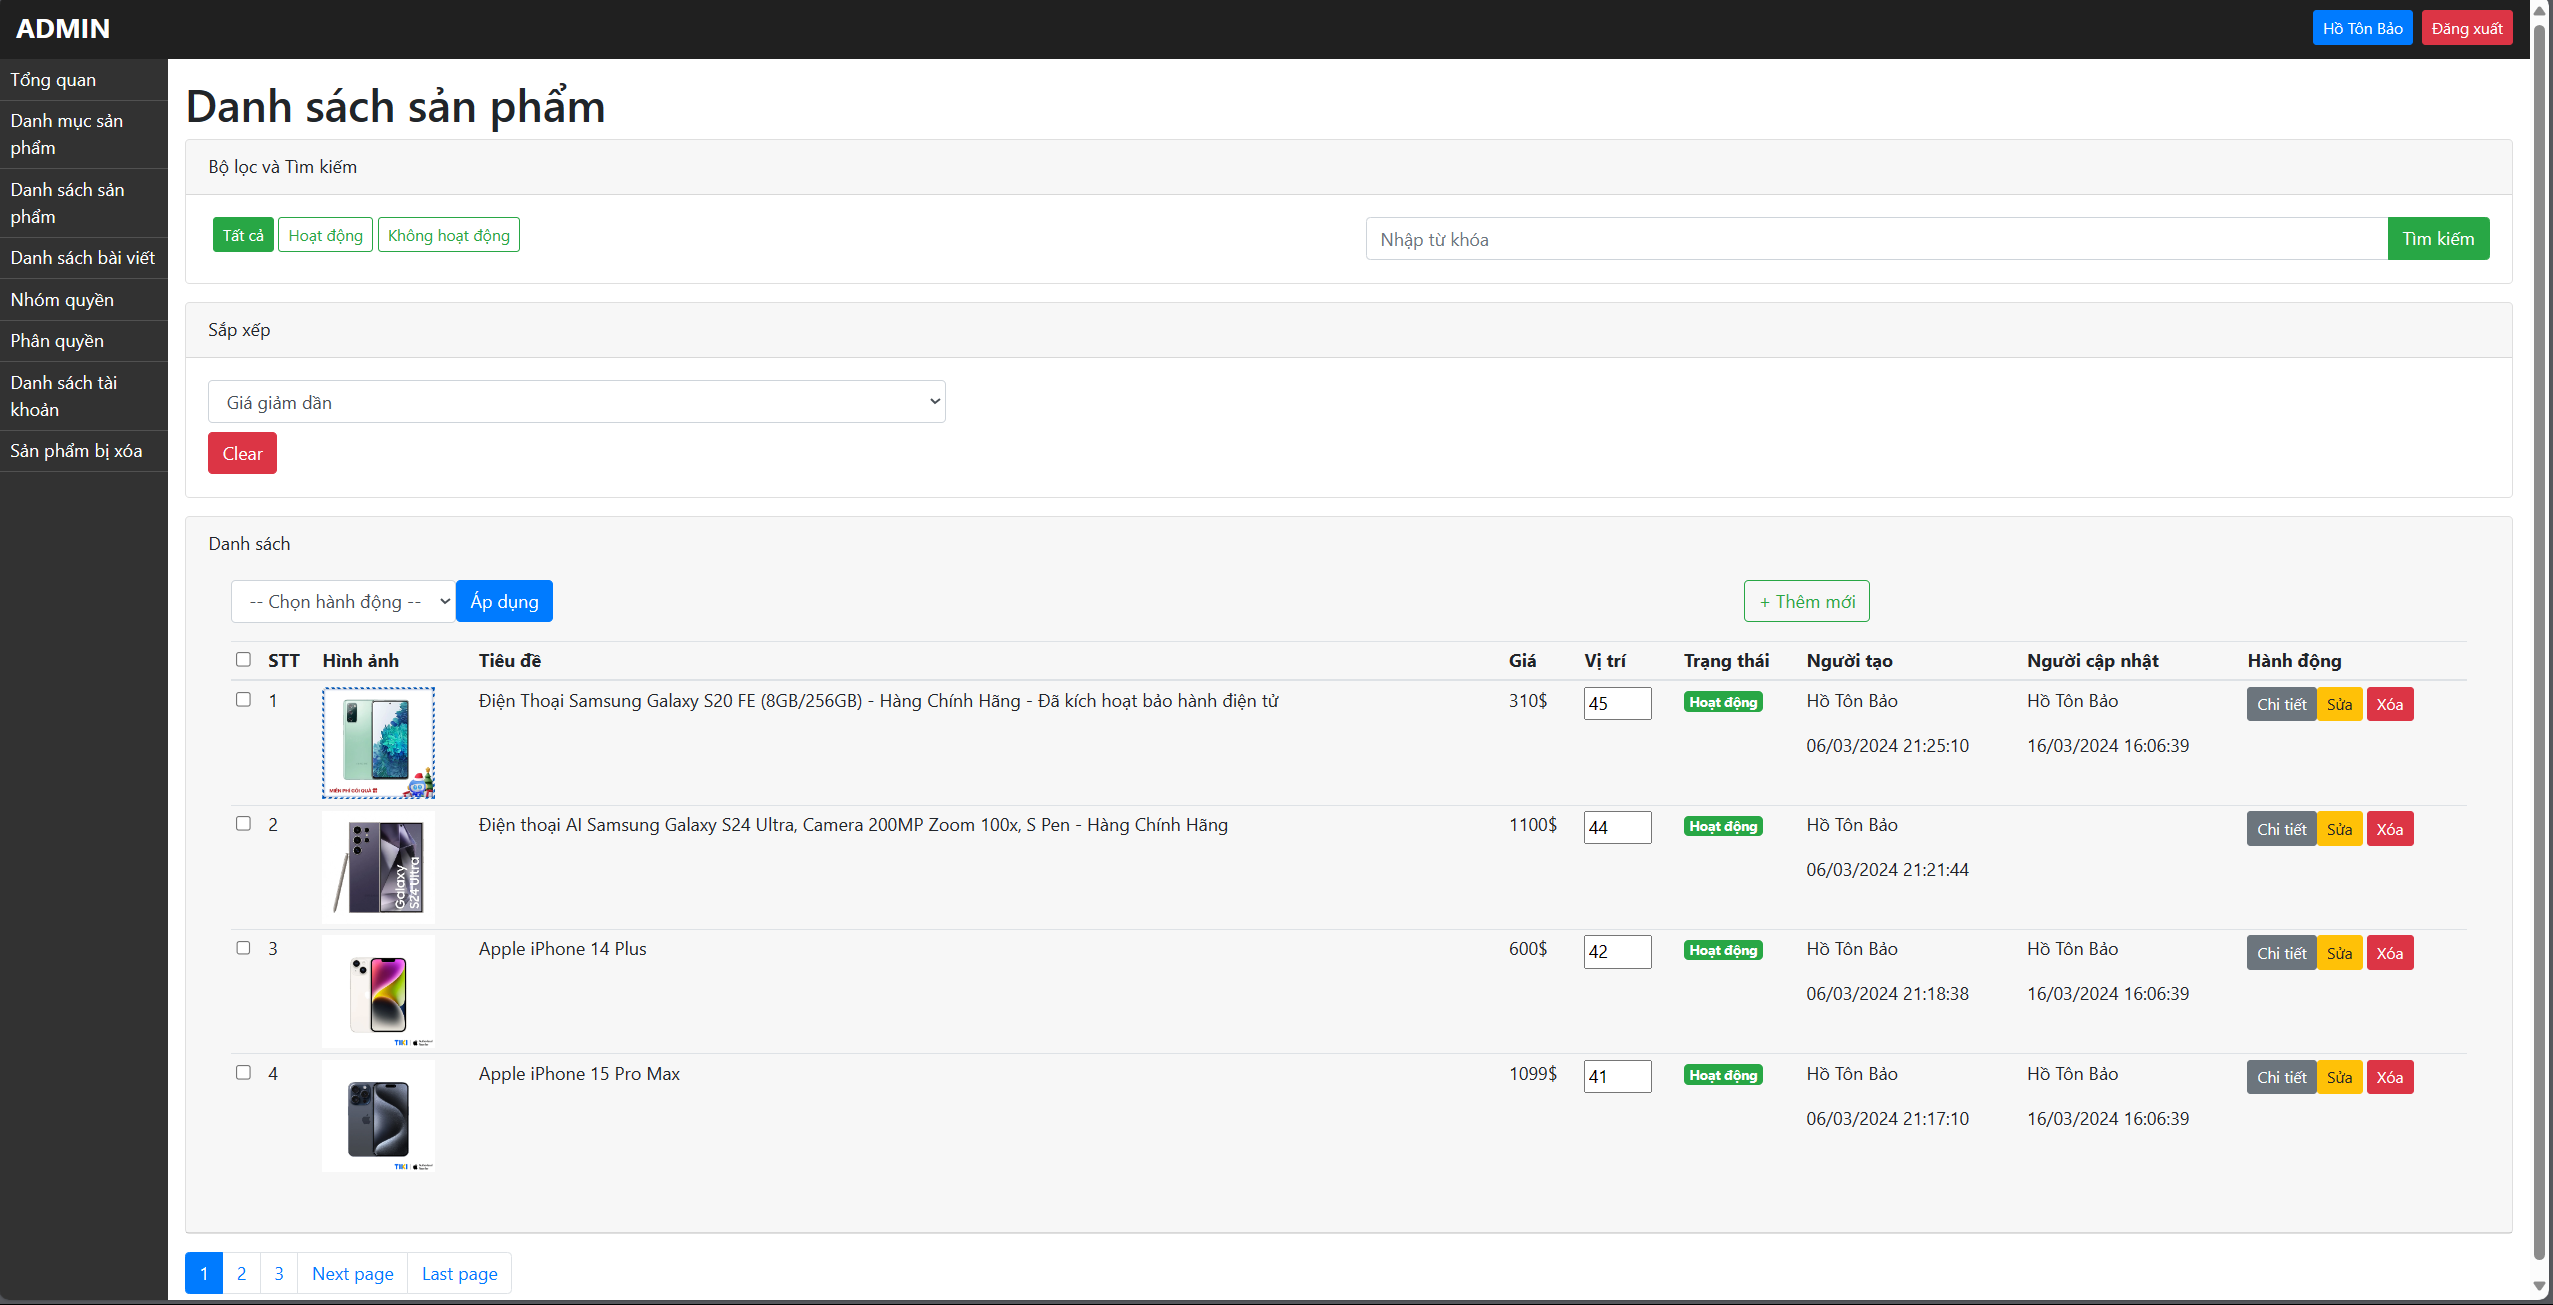 ADMIN
Hồ Tôn Bảo
Đăng xuất
Tổng quan
Danh mục sản
phẩm
Danh sách sản
phẩm
Danh sách bài viết
Nhóm quyền
Phân quyền
Danh sách tài
khoản
Sản phẩm bị xóa
Danh sách sản phẩm
Bộ lọc và Tìm kiếm
Tất cả
Hoạt động
Không hoạt động
Nhập từ khóa
Tìm kiếm
Sắp xếp
Giá giảm dần
Clear
Danh sách
-- Chọn hành động --
Áp dụng
+ Thêm mới
STT Hình ảnh Tiêu đề Giá Vị trí Trạng thái Người tạo Người cập nhật Hành động
1 Điện Thoại Samsung Galaxy S20 FE (8GB/256GB) - Hàng Chính Hãng - Đã kích hoạt bảo hành điện tử 310$ 45 Hoạt động Hồ Tôn Bảo Hồ Tôn Bảo Chi tiết Sửa Xóa
06/03/2024 21:25:10 16/03/2024 16:06:39
MIỄN PHÍ GÓI QUÀ
2 Điện thoại AI Samsung Galaxy S24 Ultra, Camera 200MP Zoom 100x, S Pen - Hàng Chính Hãng 1100$ 44 Hoạt động Hồ Tôn Bảo Chi tiết Sửa Xóa
06/03/2024 21:21:44
Galaxy
S24 Ultra
3 Apple iPhone 14 Plus 600$ 42 Hoạt động Hồ Tôn Bảo Hồ Tôn Bảo Chi tiết Sửa Xóa
06/03/2024 21:18:38 16/03/2024 16:06:39
TIKI
4 Apple iPhone 15 Pro Max 1099$ 41 Hoạt động Hồ Tôn Bảo Hồ Tôn Bảo Chi tiết Sửa Xóa
06/03/2024 21:17:10 16/03/2024 16:06:39
TIKI
1 2 3 Next page Last page